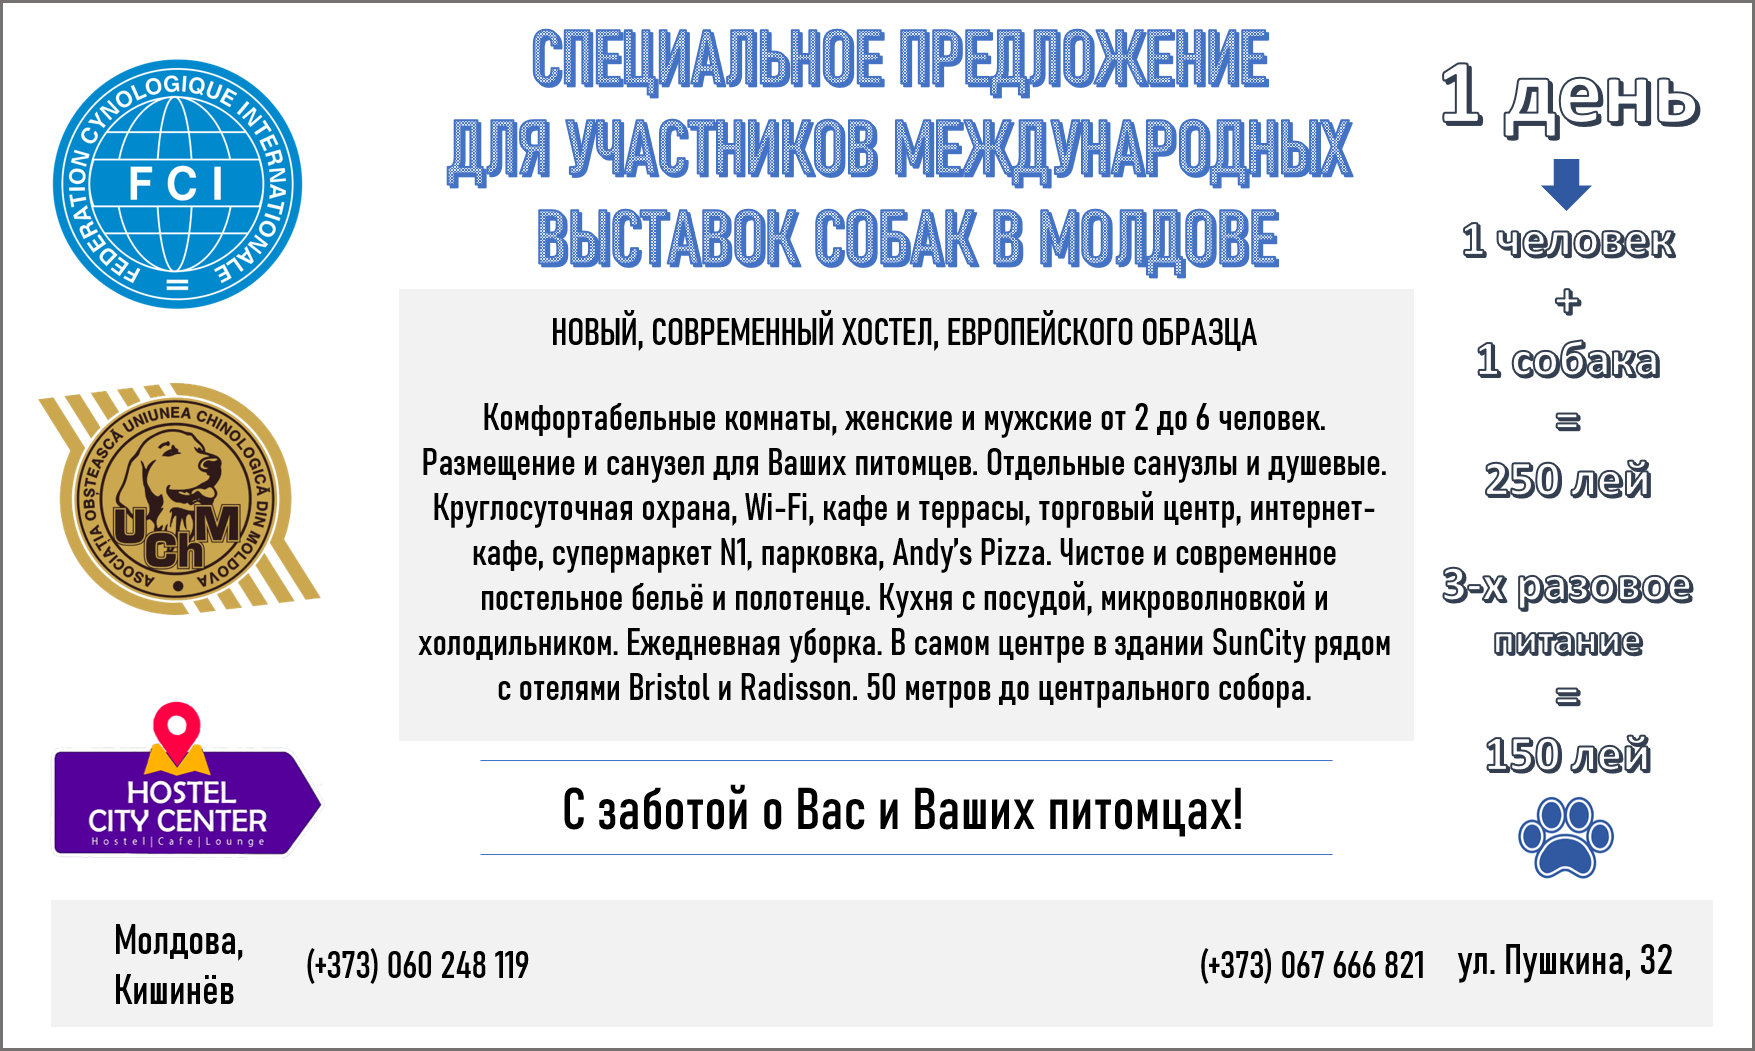 СПЕЦИАЛЬНОЕ ПРЕДЛОЖЕНИЕ
ДЛЯ УЧАСТНИКОВ МЕЖДУНАРОДНЫХ
ВЫСТАВОК СОБАК В МОЛДОВЕ
FEDERATION CYNOLOGIQUE INTERNATIONALE
FCI
ASOCIAȚIA OBȘTEASCĂ UNIUNEA CHINOLOGICĂ DIN MOLDOVA
UChM
HOSTEL
CITY CENTER
Hostel|Cafe|Lounge
НОВЫЙ, СОВРЕМЕННЫЙ ХОСТЕЛ, ЕВРОПЕЙСКОГО ОБРАЗЦА
Комфортабельные комнаты, женские и мужские от 2 до 6 человек.
Размещение и санузел для Ваших питомцев. Отдельные санузлы и душевые.
Круглосуточная охрана, Wi-Fi, кафе и террасы, торговый центр, интернет-
кафе, супермаркет N1, парковка, Andy’s Pizza. Чистое и современное
постельное бельё и полотенце. Кухня с посудой, микроволновкой и
холодильником. Ежедневная уборка. В самом центре в здании SunCity рядом
с отелями Bristol и Radisson. 50 метров до центрального собора.
С заботой о Вас и Ваших питомцах!
1 день
1 человек
+
1 собака
=
250 лей
3-х разовое
питание
=
150 лей
Молдова,
Кишинёв
(+373) 060 248 119
(+373) 067 666 821
ул. Пушкина, 32